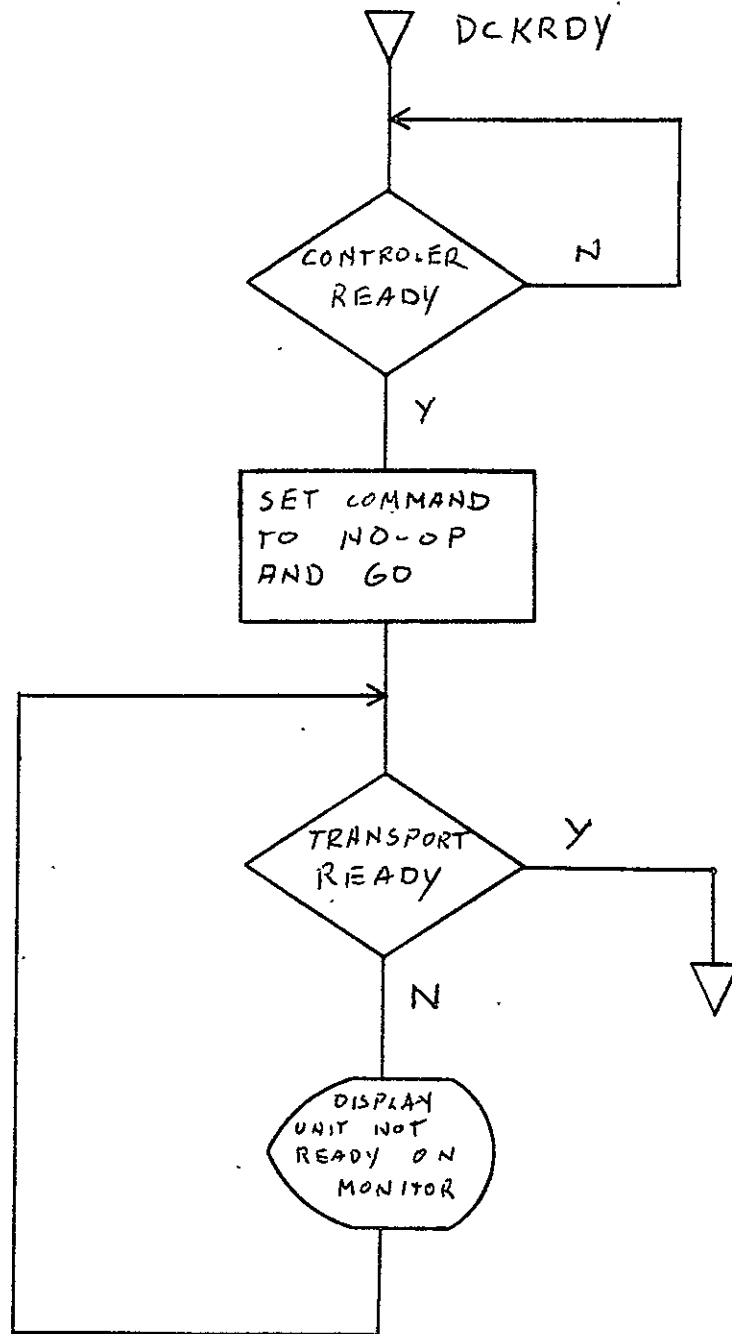 DCKRDY
CONTROLER
READY
N
Y
SET COMMAND
TO NO-OP
AND GO
TRANSPORT
READY
Y
N
DISPLAY
UNIT NOT
READY ON
MONITOR